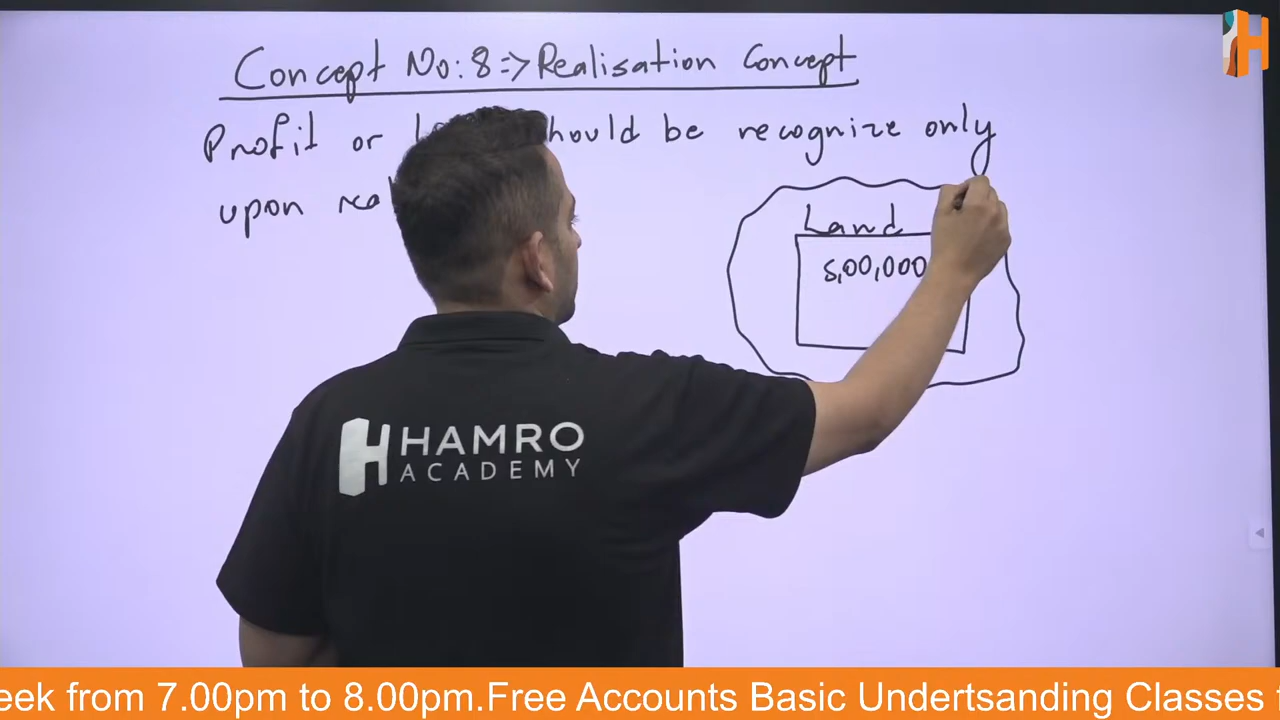 Concept No: 8 => Realisation Concept
Profit or should be recognize only
upon
Land
5,00,000
HAMRO
ACADEMY
eek from 7.00pm to 8.00pm.Free Accounts Basic Undertsanding Classes